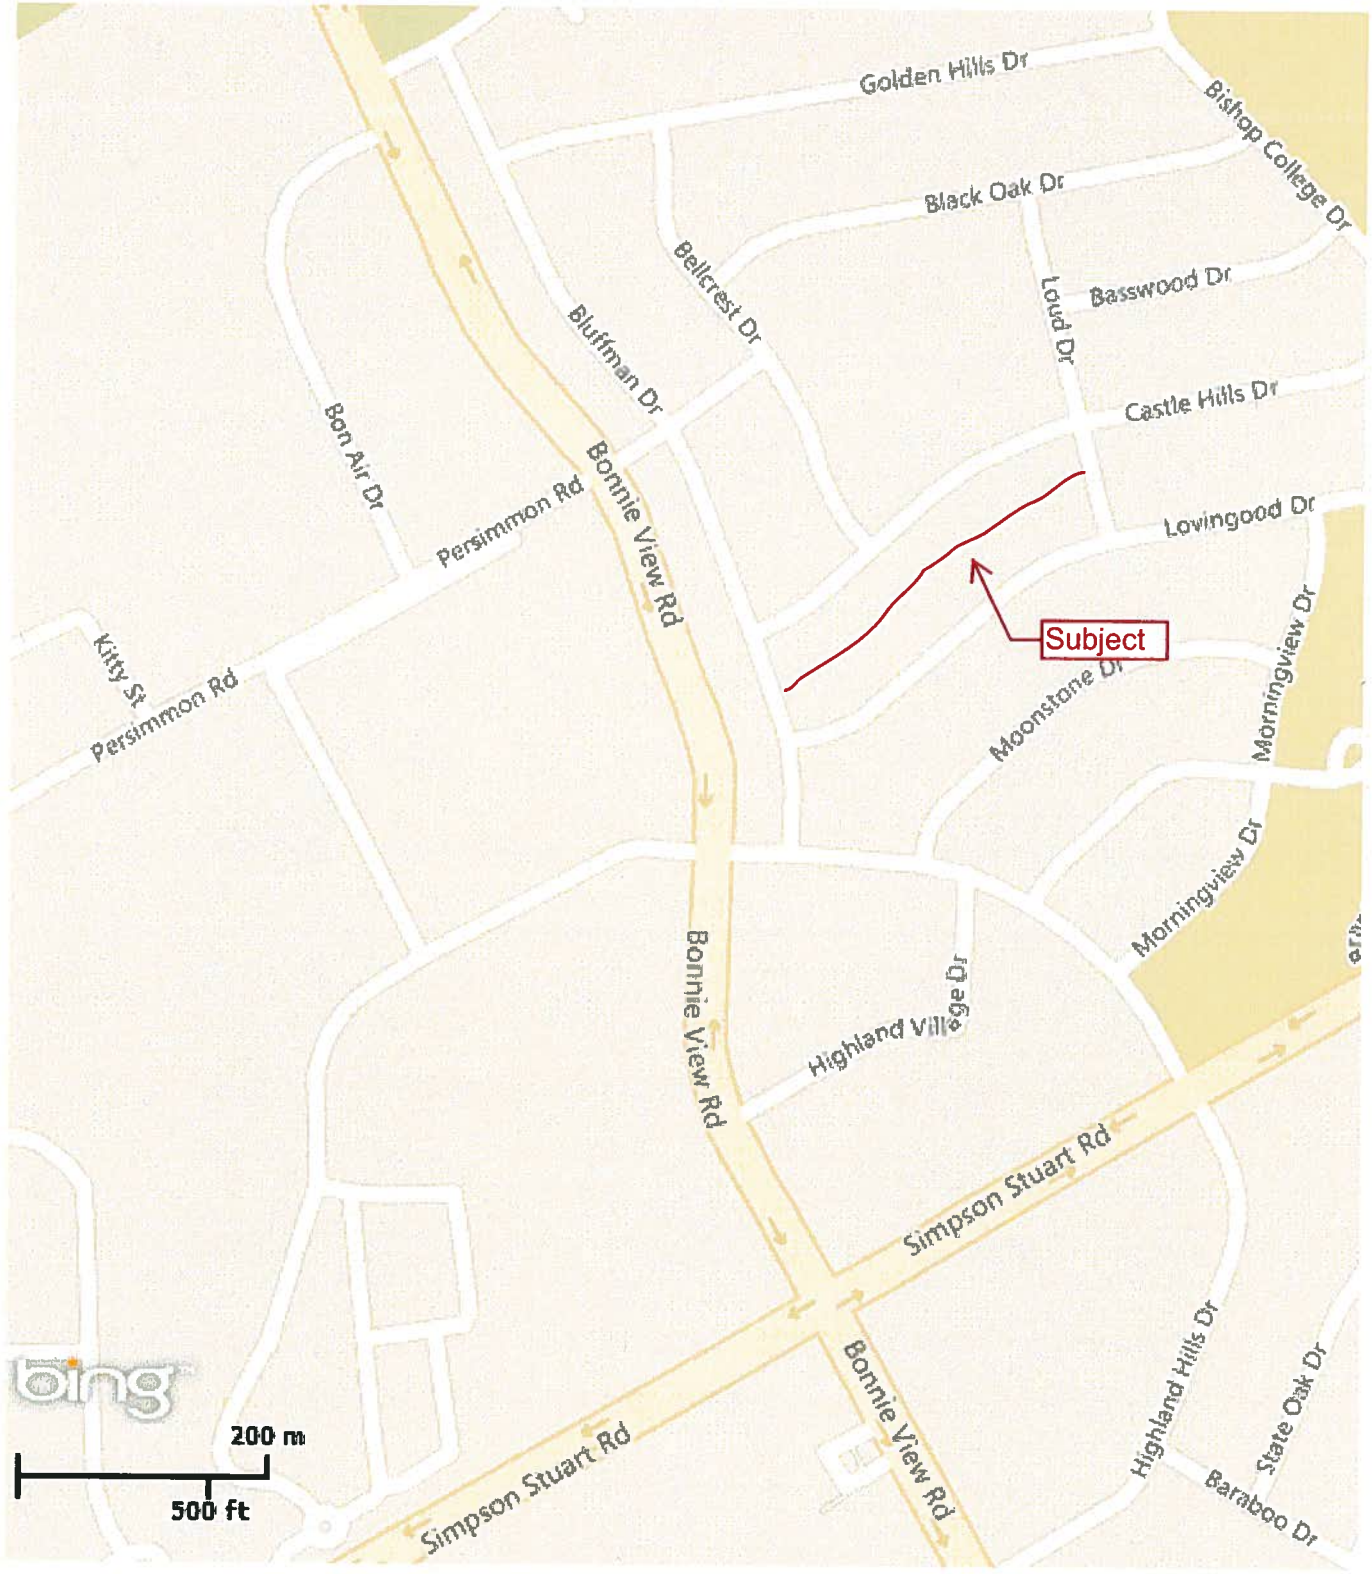 Golden Hills Dr
Bishop College Dr
Black Oak Dr
Bellcrest Dr
Basswood Dr
Loud Dr
Bluffman Dr
Castle Hills Dr
Bon Air Dr
Bonnie View Rd
Persimmon Rd
Lovingood Dr
Subject
Morningview Dr
Kitty St
Persimmon Rd
Moonstone Dr
Morningview Dr
Bonnie View Rd
Highland Village Dr
Simpson Stuart Rd
Highland Hills Dr
State Oak Dr
Bonnie View Rd
bing
200 m
500 ft
Simpson Stuart Rd
Baraboo Dr